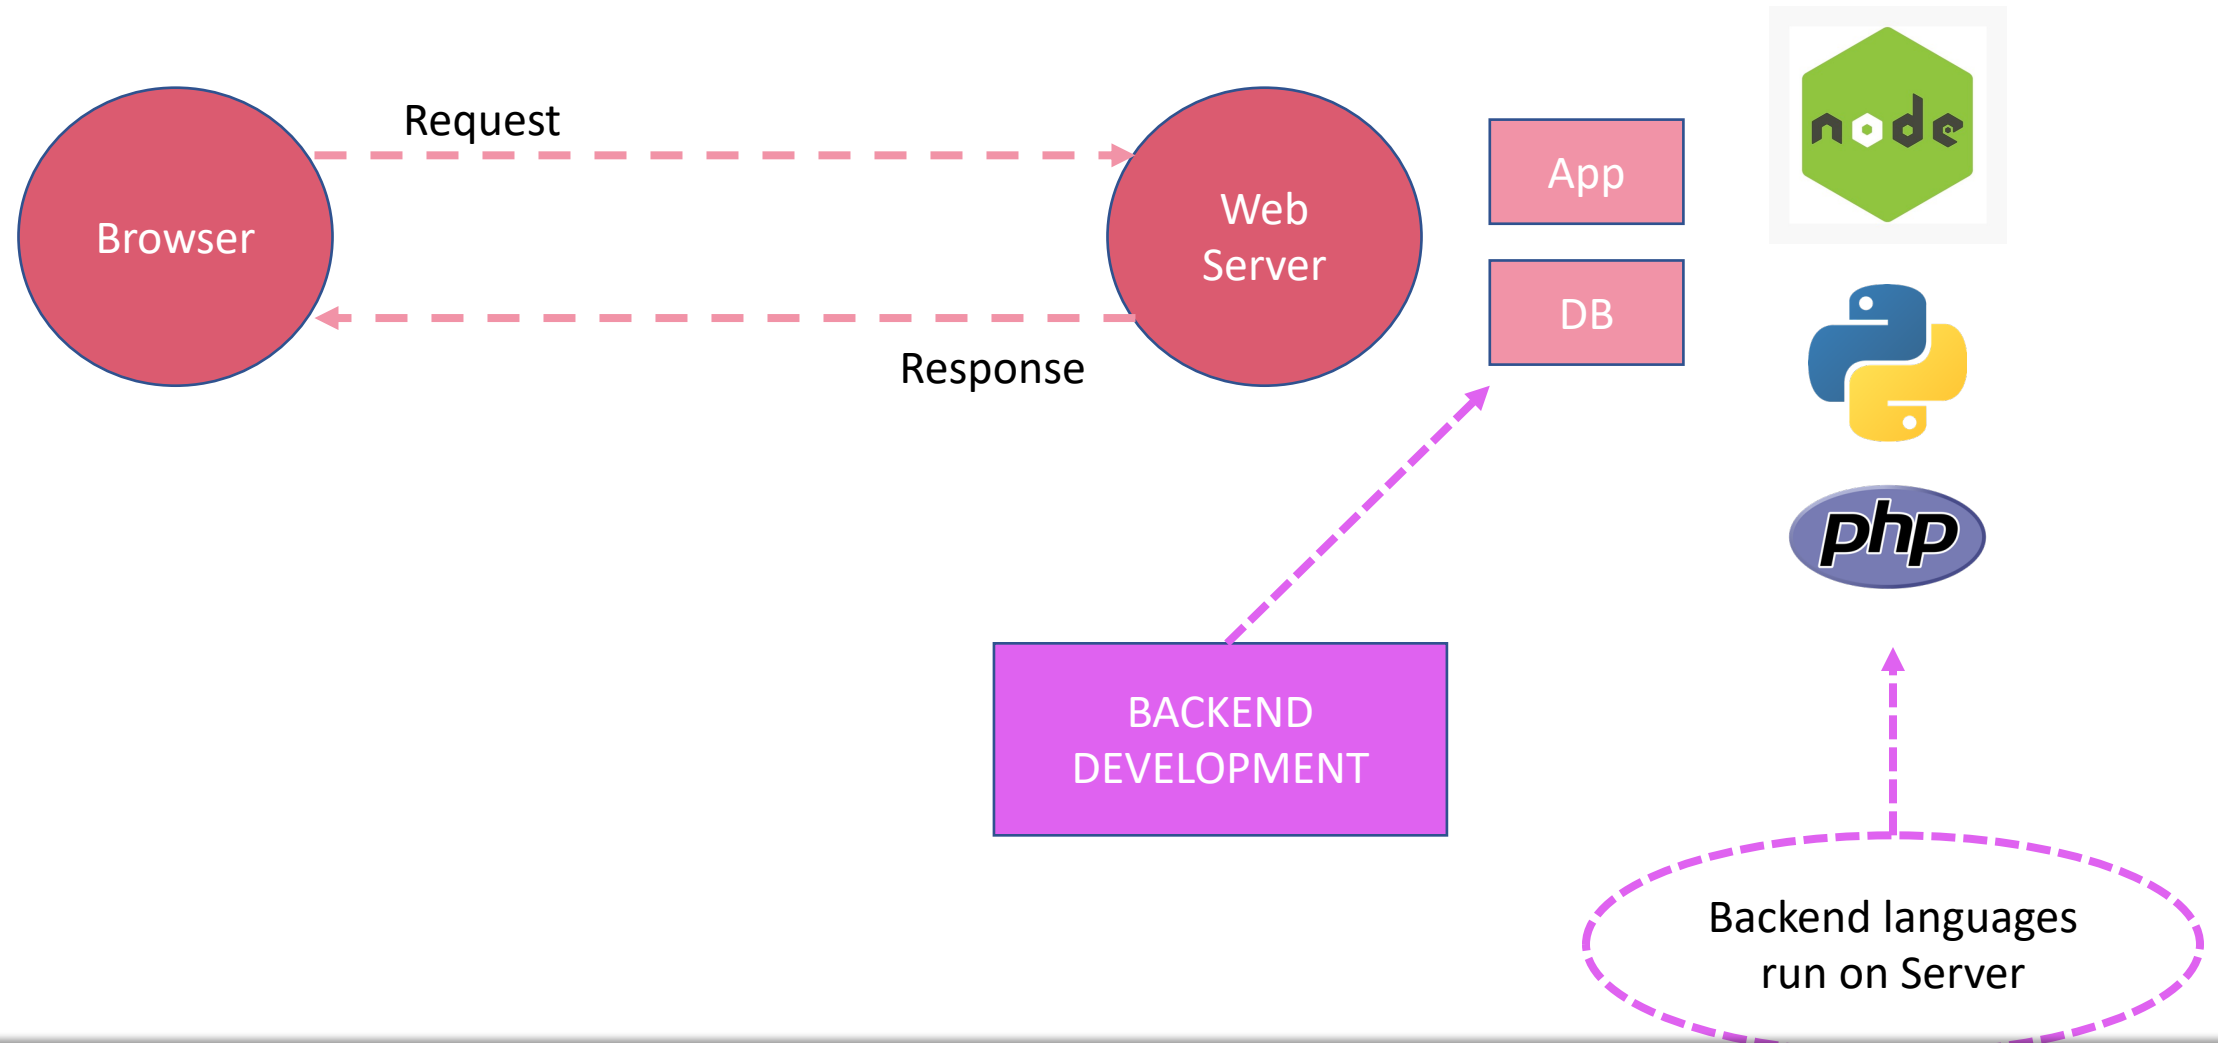 Request
Browser
Web
Server
Response
App
DB
node
php
BACKEND
DEVELOPMENT
Backend languages
run on Server